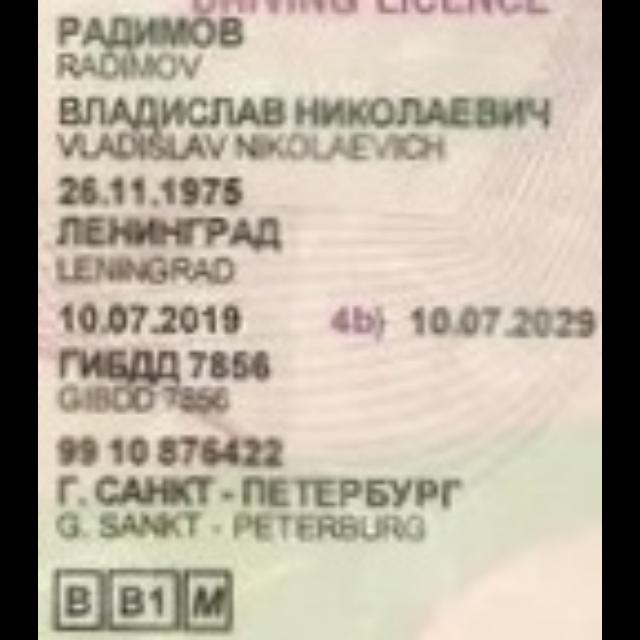 DRIVING LICENCE
РАДИМОВ
RADIMOV
ВЛАДИСЛАВ НИКОЛАЕВИЧ
VLADISLAV NIKOLAEVICH
26.11.1975
ЛЕНИНГРАД
LENINGRAD
10.07.2019 4b) 10.07.2029
ГИБДД 7856
GIBDD 7856
99 10 876422
Г. САНКТ - ПЕТЕРБУРГ
G. SANKT - PETERBURG
B B1 M